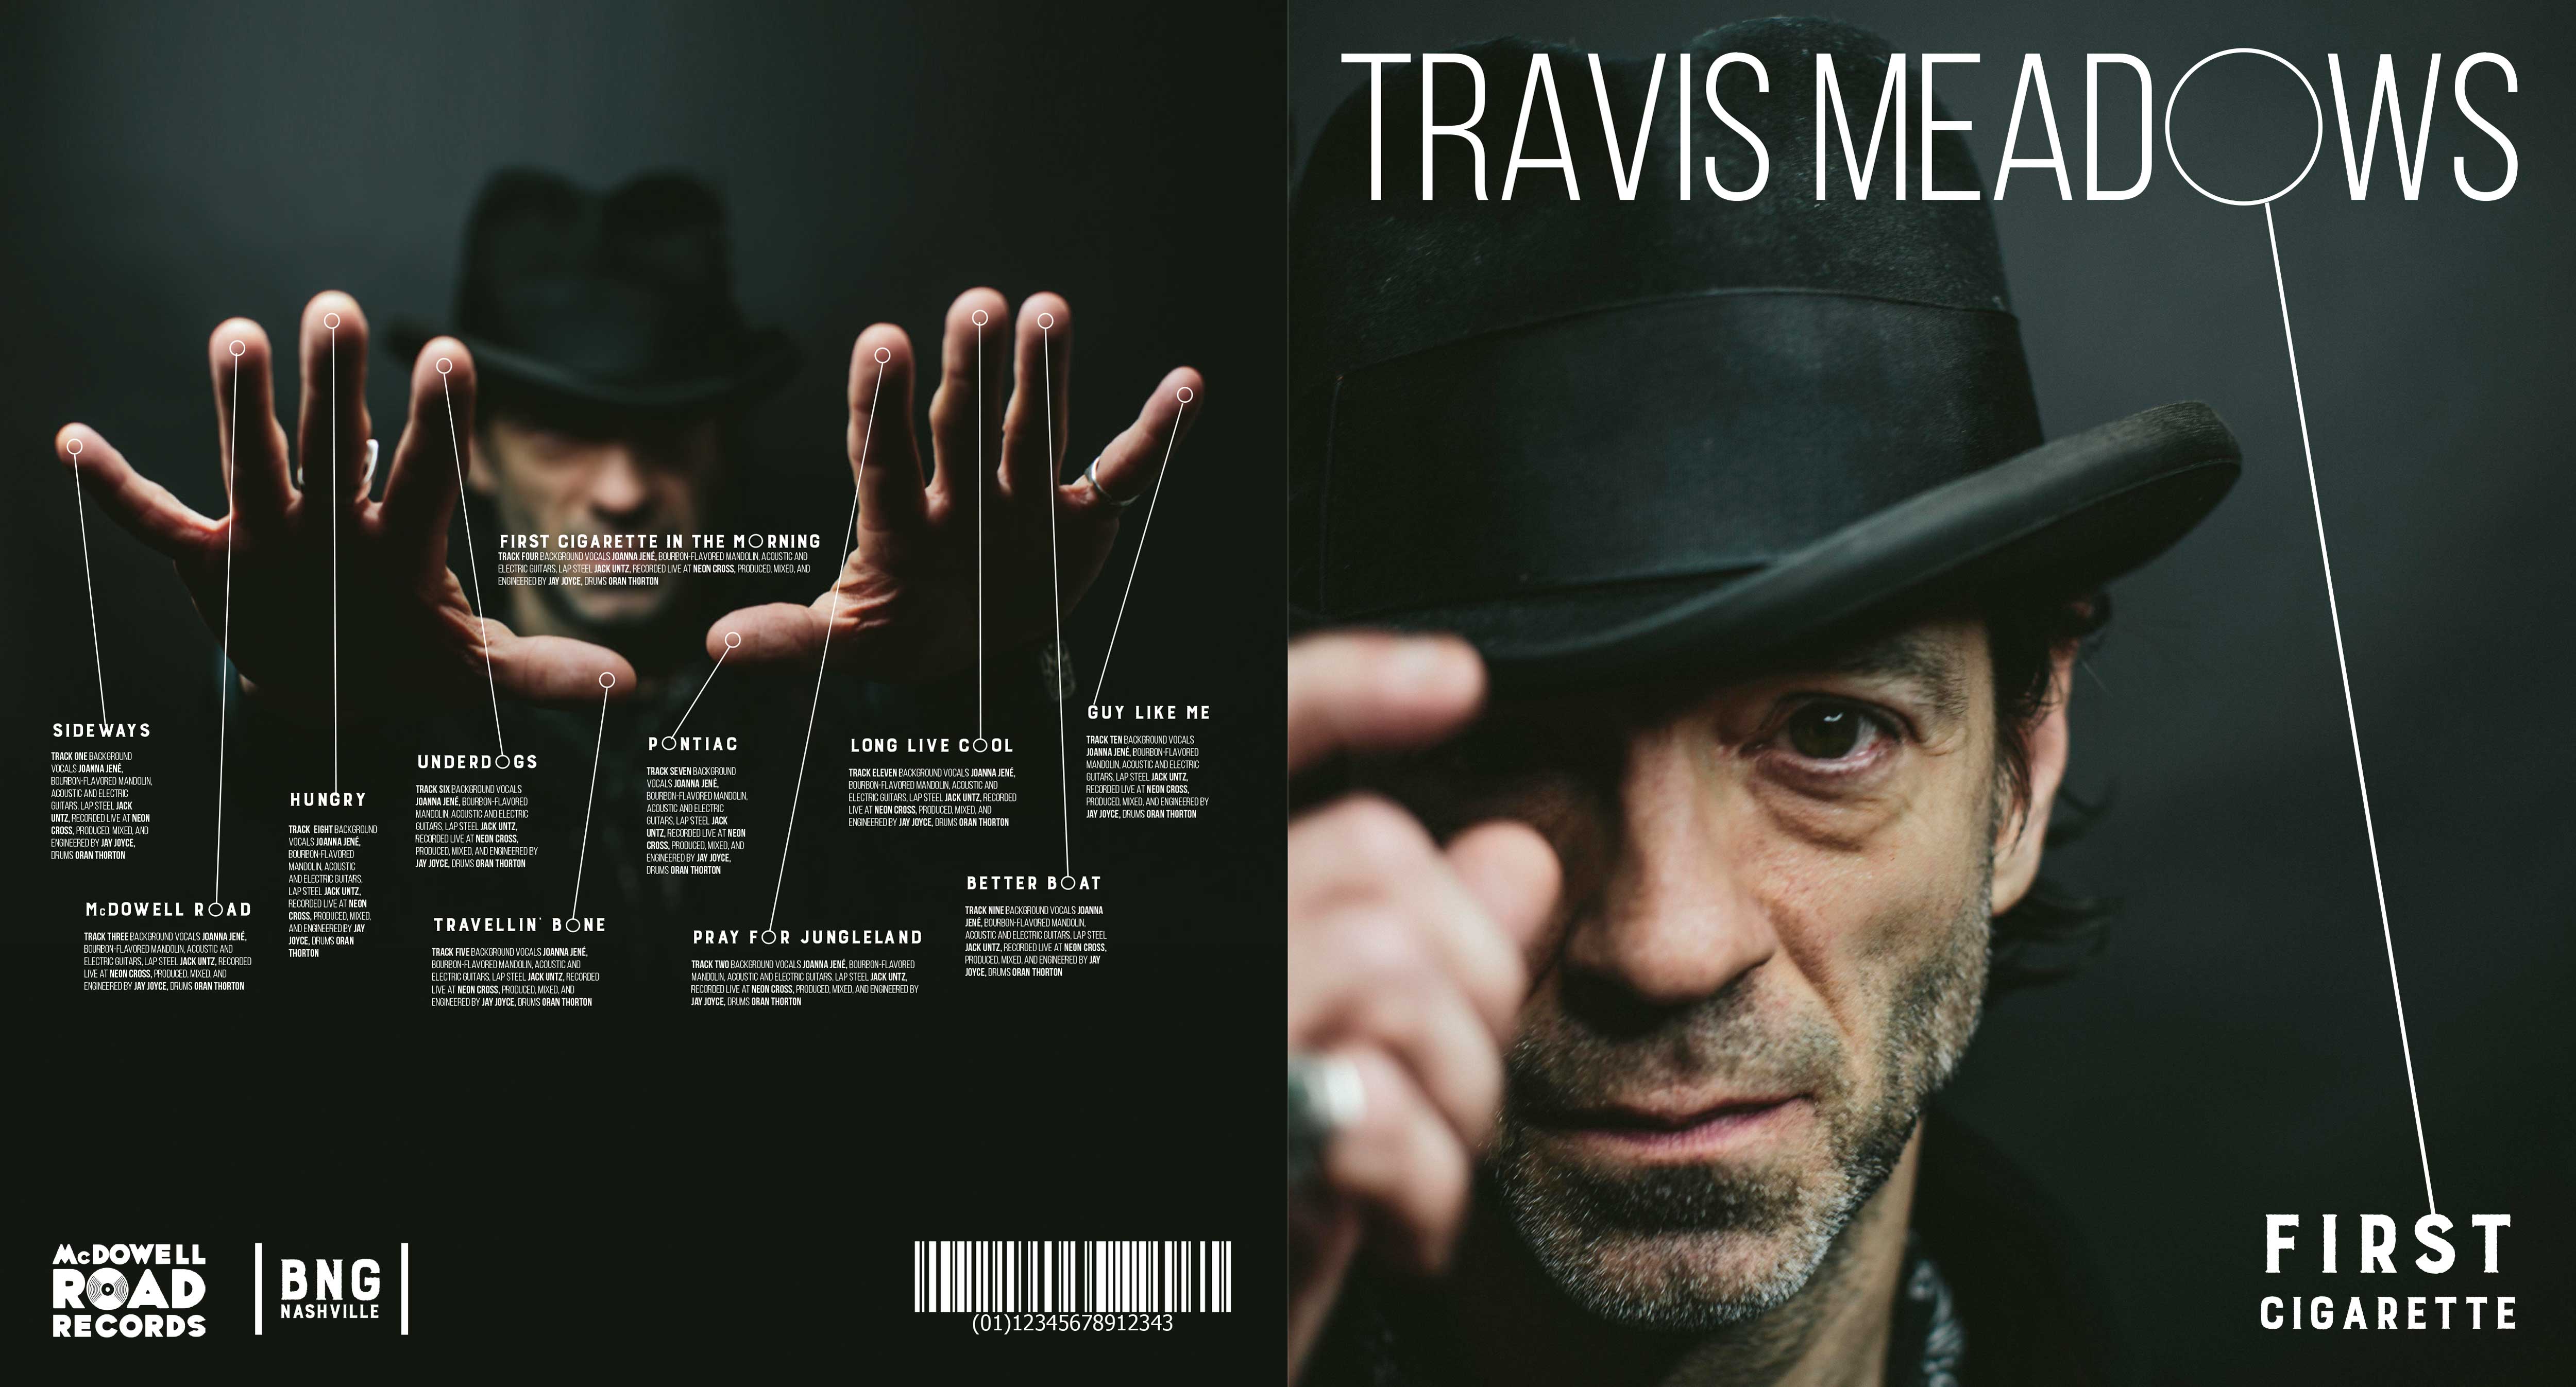 TRAVIS MEADOWS
FIRST
CIGARETTE
FIRST CIGARETTE IN THE MORNING
TRACK FOUR BACKGROUND VOCALS JOANNA JENÉ, BOURBON-FLAVORED MANDOLIN, ACOUSTIC AND
ELECTRIC GUITARS, LAP STEEL JACK UNTZ, RECORDED LIVE AT NEON CROSS, PRODUCED, MIXED, AND
ENGINEERED BY JAY JOYCE, DRUMS ORAN THORTON
SIDEWAYS
TRACK ONE BACKGROUND
VOCALS JOANNA JENÉ,
BOURBON-FLAVORED MANDOLIN,
ACOUSTIC AND ELECTRIC
GUITARS, LAP STEEL JACK
UNTZ, RECORDED LIVE AT NEON
CROSS, PRODUCED, MIXED, AND
ENGINEERED BY JAY JOYCE,
DRUMS ORAN THORTON
McDOWELL ROAD
TRACK THREE BACKGROUND VOCALS JOANNA JENÉ,
BOURBON-FLAVORED MANDOLIN, ACOUSTIC AND
ELECTRIC GUITARS, LAP STEEL JACK UNTZ, RECORDED
LIVE AT NEON CROSS, PRODUCED, MIXED, AND
ENGINEERED BY JAY JOYCE, DRUMS ORAN THORTON
HUNGRY
TRACK EIGHT BACKGROUND
VOCALS JOANNA JENÉ,
BOURBON-FLAVORED
MANDOLIN, ACOUSTIC
AND ELECTRIC GUITARS,
LAP STEEL JACK UNTZ,
RECORDED LIVE AT NEON
CROSS, PRODUCED, MIXED,
AND ENGINEERED BY JAY
JOYCE, DRUMS ORAN
THORTON
UNDERDOGS
TRACK SIX BACKGROUND VOCALS
JOANNA JENÉ, BOURBON-FLAVORED
MANDOLIN, ACOUSTIC AND ELECTRIC
GUITARS, LAP STEEL JACK UNTZ,
RECORDED LIVE AT NEON CROSS,
PRODUCED, MIXED, AND ENGINEERED BY
JAY JOYCE, DRUMS ORAN THORTON
TRAVELLIN' BONE
TRACK FIVE BACKGROUND VOCALS JOANNA JENÉ,
BOURBON-FLAVORED MANDOLIN, ACOUSTIC AND
ELECTRIC GUITARS, LAP STEEL JACK UNTZ, RECORDED
LIVE AT NEON CROSS, PRODUCED, MIXED, AND
ENGINEERED BY JAY JOYCE, DRUMS ORAN THORTON
PONTIAC
TRACK SEVEN BACKGROUND
VOCALS JOANNA JENÉ,
BOURBON-FLAVORED MANDOLIN,
ACOUSTIC AND ELECTRIC
GUITARS, LAP STEEL JACK
UNTZ, RECORDED LIVE AT NEON
CROSS, PRODUCED, MIXED, AND
ENGINEERED BY JAY JOYCE,
DRUMS ORAN THORTON
PRAY FOR JUNGLELAND
TRACK TWO BACKGROUND VOCALS JOANNA JENÉ, BOURBON-FLAVORED
MANDOLIN, ACOUSTIC AND ELECTRIC GUITARS, LAP STEEL JACK UNTZ,
RECORDED LIVE AT NEON CROSS, PRODUCED, MIXED, AND ENGINEERED BY
JAY JOYCE, DRUMS ORAN THORTON
LONG LIVE COOL
TRACK ELEVEN BACKGROUND VOCALS JOANNA JENÉ,
BOURBON-FLAVORED MANDOLIN, ACOUSTIC AND
ELECTRIC GUITARS, LAP STEEL JACK UNTZ, RECORDED
LIVE AT NEON CROSS, PRODUCED, MIXED, AND
ENGINEERED BY JAY JOYCE, DRUMS ORAN THORTON
BETTER BOAT
TRACK NINE BACKGROUND VOCALS JOANNA
JENÉ, BOURBON-FLAVORED MANDOLIN,
ACOUSTIC AND ELECTRIC GUITARS, LAP STEEL
JACK UNTZ, RECORDED LIVE AT NEON CROSS,
PRODUCED, MIXED, AND ENGINEERED BY JAY
JOYCE, DRUMS ORAN THORTON
GUY LIKE ME
TRACK TEN BACKGROUND VOCALS
JOANNA JENÉ, BOURBON-FLAVORED
MANDOLIN, ACOUSTIC AND ELECTRIC
GUITARS, LAP STEEL JACK UNTZ,
RECORDED LIVE AT NEON CROSS,
PRODUCED, MIXED, AND ENGINEERED BY
JAY JOYCE, DRUMS ORAN THORTON
McDOWELL
ROAD
RECORDS
BNG
NASHVILLE
(01)12345678912343